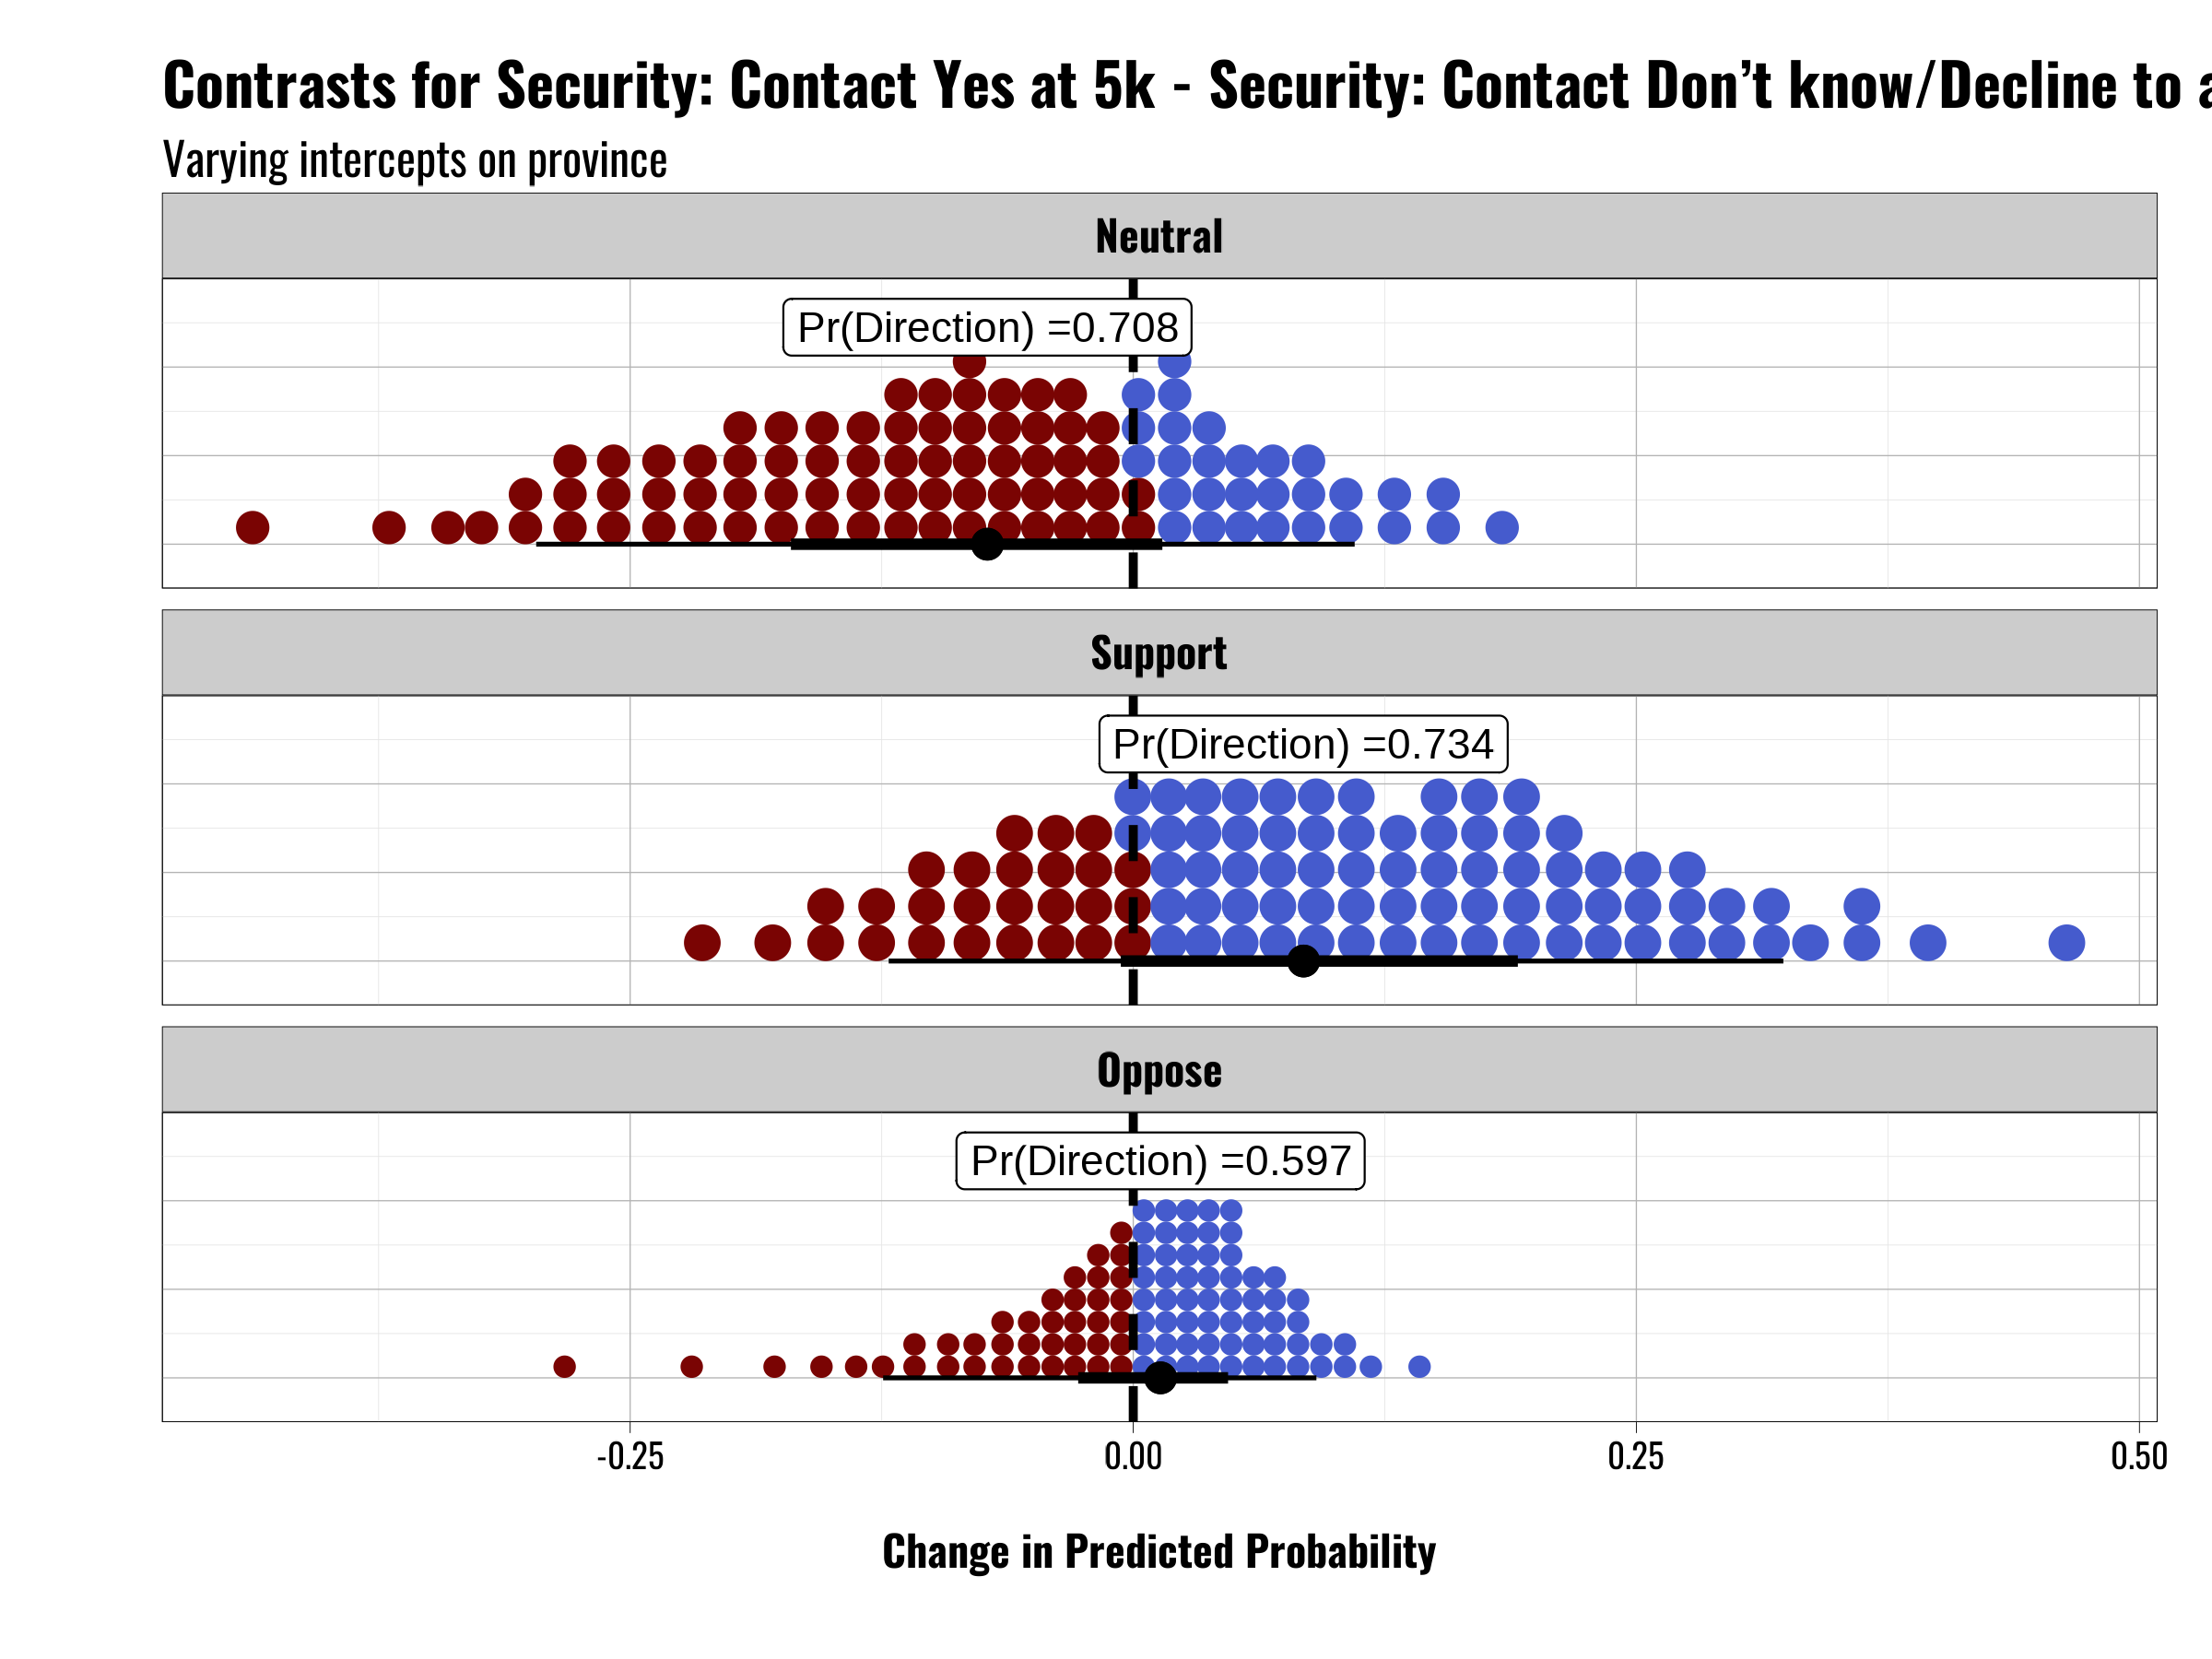 Contrasts for Security: Contact Yes at 5k - Security: Contact Don’t know/Decline to
Varying intercepts on province
Neutral
Pr(Direction) =0.708
Support
Pr(Direction) =0.734
Oppose
Pr(Direction) =0.597
-0.25 0.00 0.25 0.50
Change in Predicted Probability